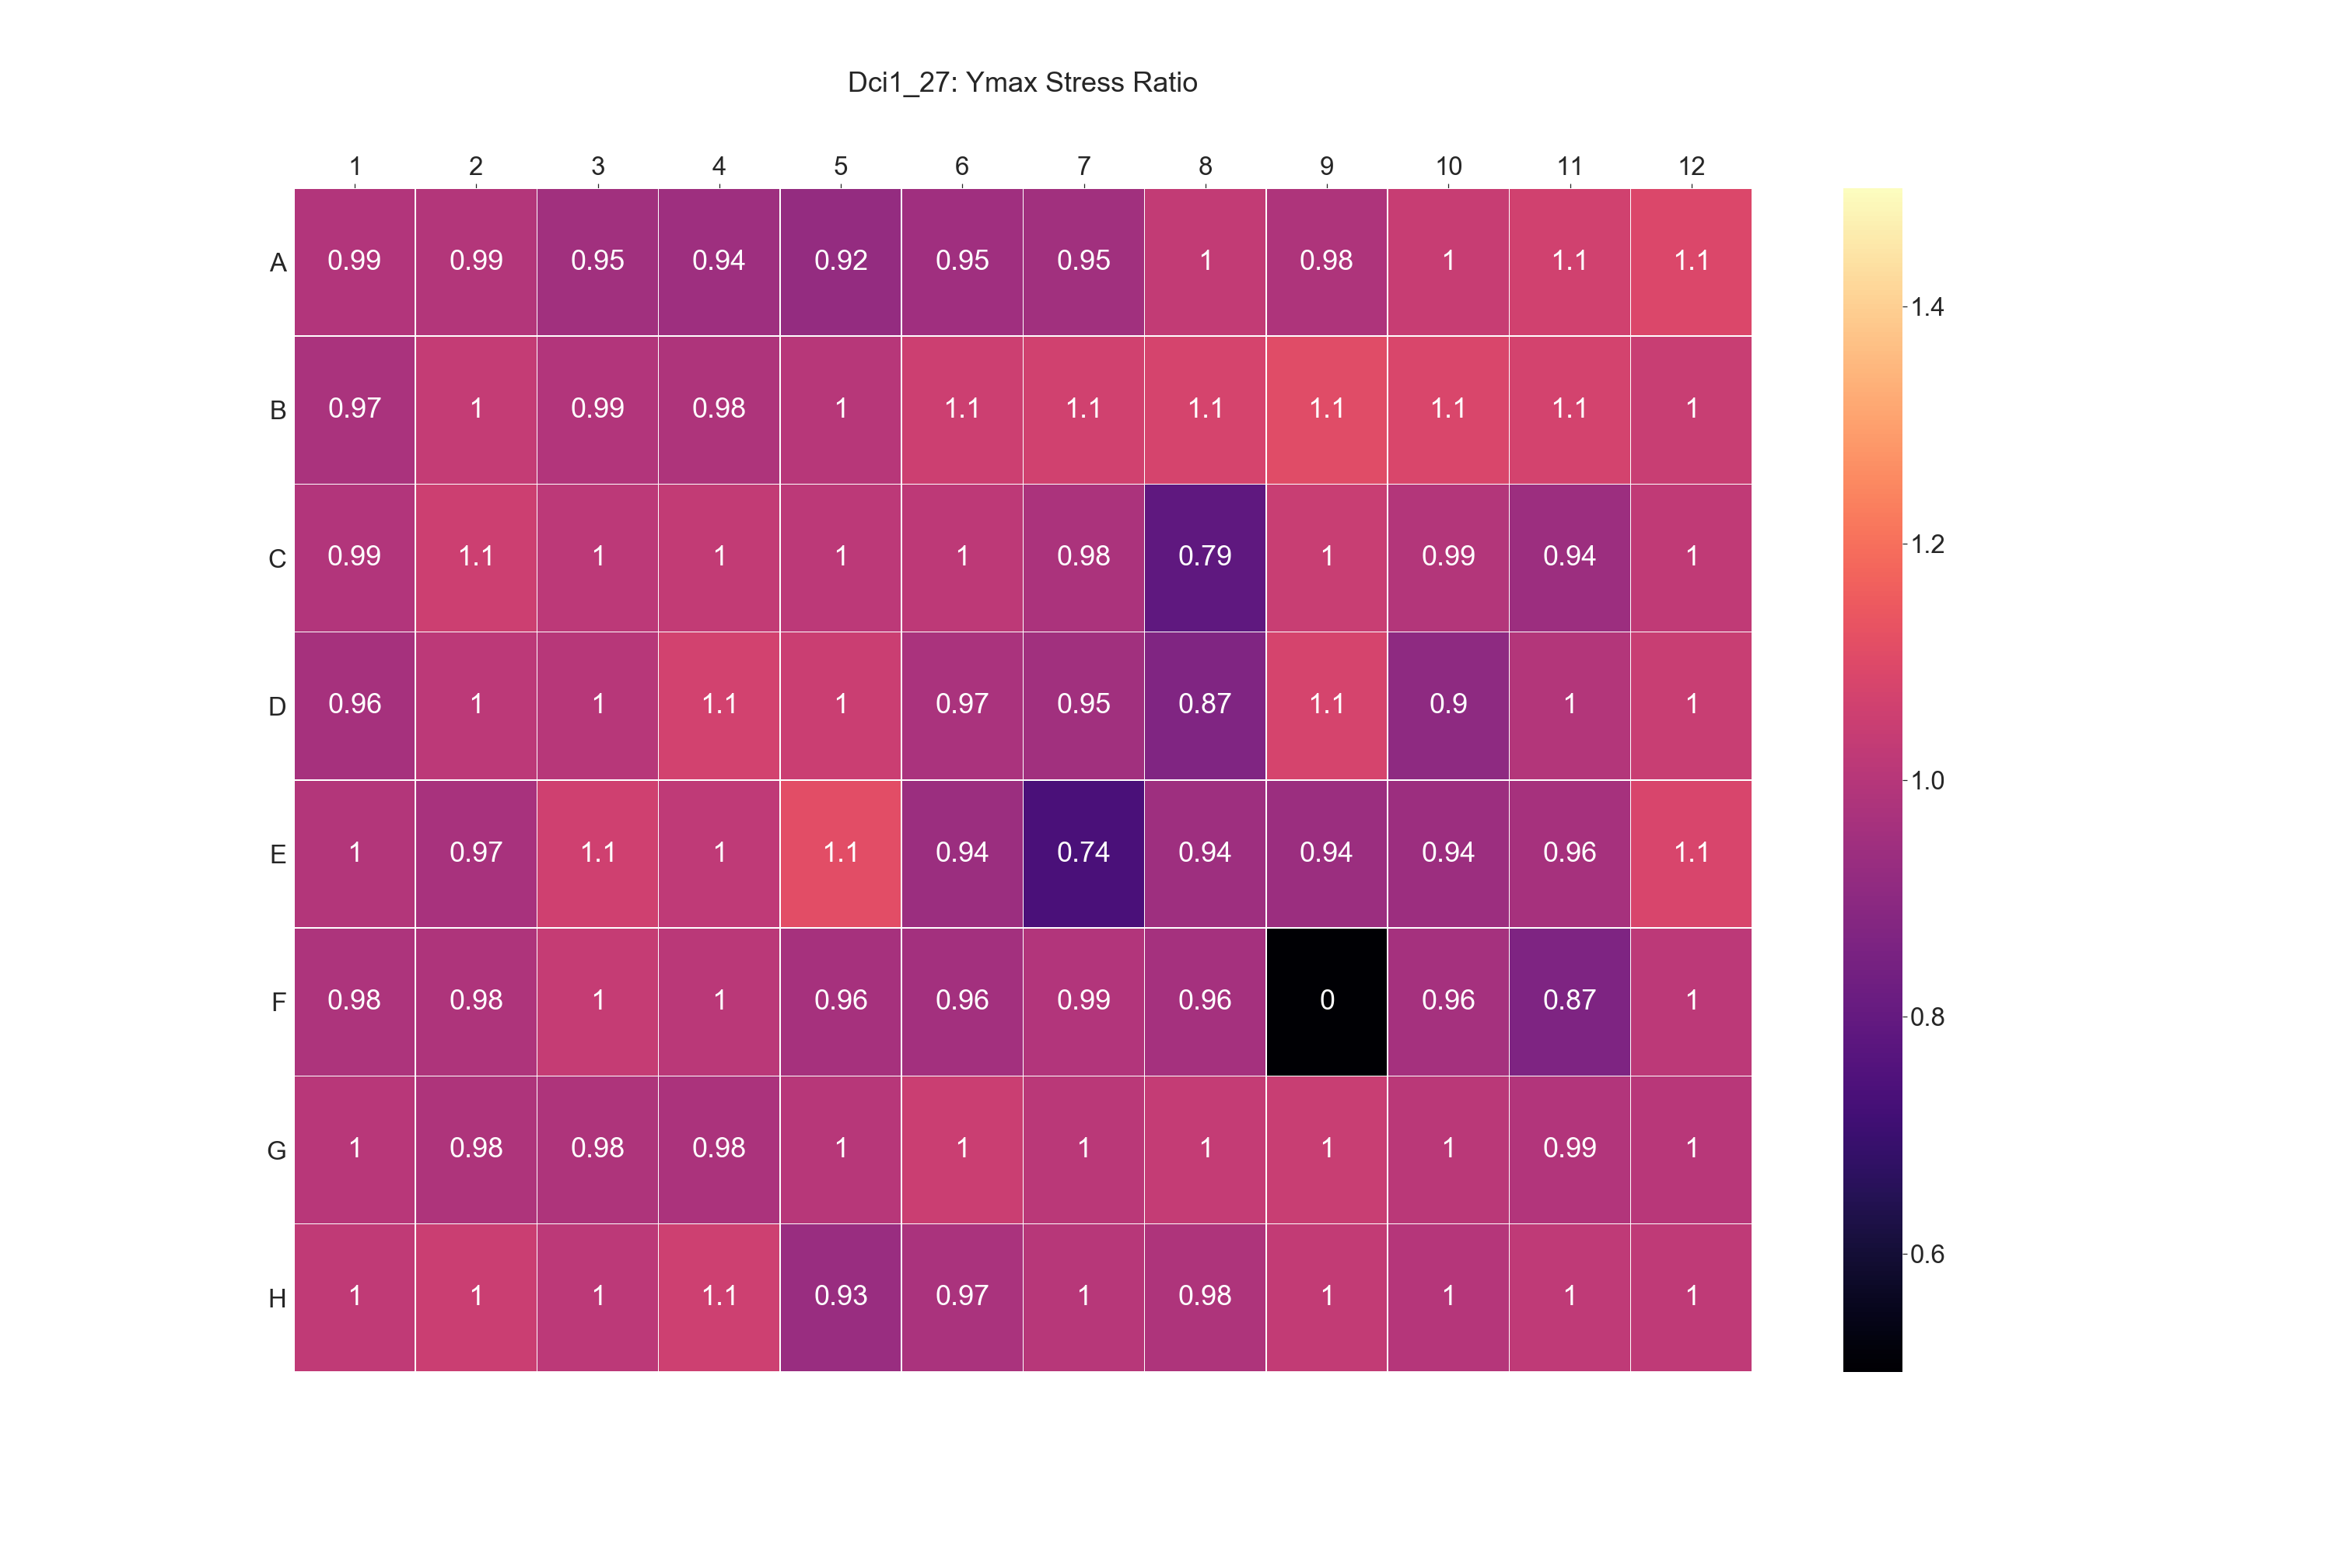 Dci1_27: Ymax Stress Ratio
1 2 3 4 5 6 7 8 9 10 11 12
A 0.99 0.99 0.95 0.94 0.92 0.95 0.95 1 0.98 1 1.1 1.1
B 0.97 1 0.99 0.98 1 1.1 1.1 1.1 1.1 1.1 1.1 1
C 0.99 1.1 1 1 1 1 0.98 0.79 1 0.99 0.94 1
D 0.96 1 1 1.1 1 0.97 0.95 0.87 1.1 0.9 1 1
E 1 0.97 1.1 1 1.1 0.94 0.74 0.94 0.94 0.94 0.96 1.1
F 0.98 0.98 1 1 0.96 0.96 0.99 0.96 0 0.96 0.87 1
G 1 0.98 0.98 0.98 1 1 1 1 1 1 0.99 1
H 1 1 1 1.1 0.93 0.97 1 0.98 1 1 1 1
1.4
1.2
1.0
0.8
0.6